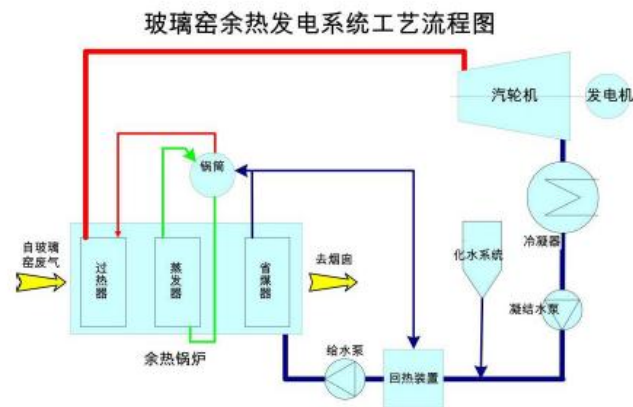 玻璃窑余热发电系统工艺流程图
汽轮机
发电机
锅筒
自玻璃
窑废气
过热器
蒸发器
省煤器
去烟囱
化水系统
冷凝器
凝结水泵
余热锅炉
给水泵
回热装置